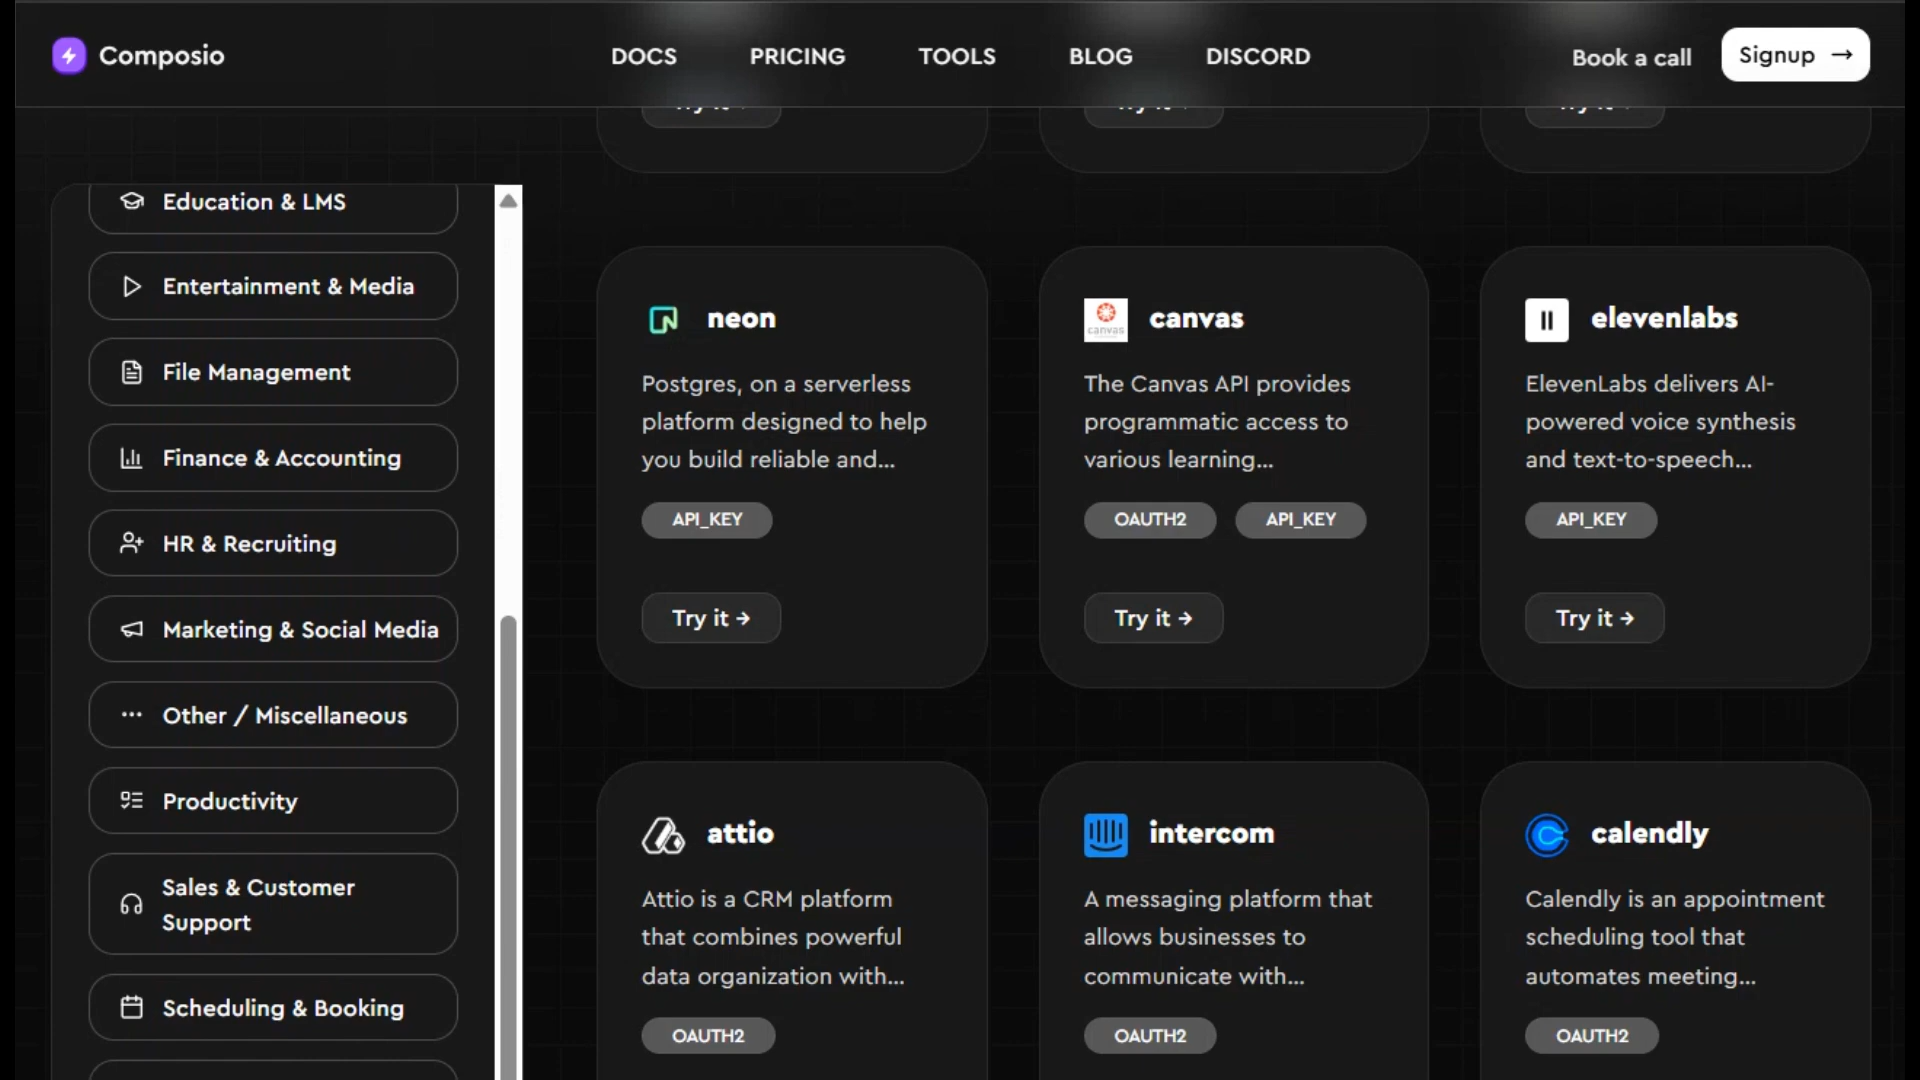 Composio
DOCS
PRICING
TOOLS
BLOG
DISCORD
Book a call
Signup →
Education & LMS
Entertainment & Media
File Management
Finance & Accounting
HR & Recruiting
Marketing & Social Media
Other / Miscellaneous
Productivity
Sales & Customer
Support
Scheduling & Booking
neon
Postgres, on a serverless
platform designed to help
you build reliable and...
API_KEY
Try it →
canvas
canvas
The Canvas API provides
programmatic access to
various learning...
OAUTH2
API_KEY
Try it →
elevenlabs
ElevenLabs delivers AI-
powered voice synthesis
and text-to-speech...
API_KEY
Try it →
attio
Attio is a CRM platform
that combines powerful
data organization with...
OAUTH2
intercom
A messaging platform that
allows businesses to
communicate with...
OAUTH2
calendly
Calendly is an appointment
scheduling tool that
automates meeting...
OAUTH2